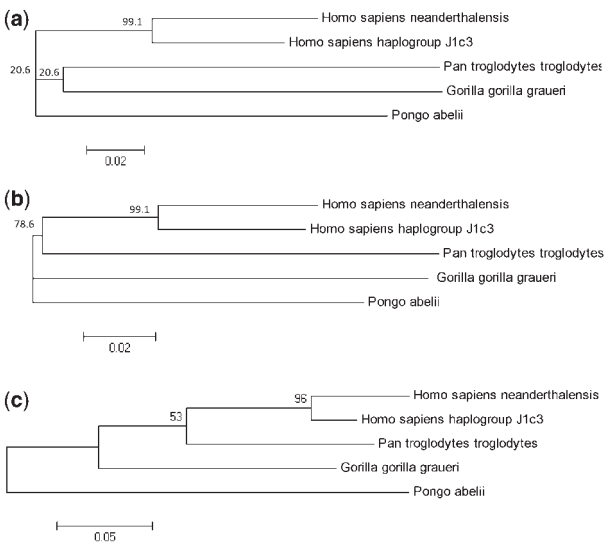 (a)
Homo sapiens neanderthalensis
99.1
Homo sapiens haplogroup J1c3
20.6
20.6
Pan troglodytes troglodytes
Gorilla gorilla graueri
Pongo abelii
0.02
(b)
Homo sapiens neanderthalensis
99.1
78.6
Homo sapiens haplogroup J1c3
Pan troglodytes troglodytes
Gorilla gorilla graueri
Pongo abelii
0.02
(c)
96
Homo sapiens neanderthalensis
53
Homo sapiens haplogroup J1c3
Pan troglodytes troglodytes
Gorilla gorilla graueri
Pongo abelii
0.05